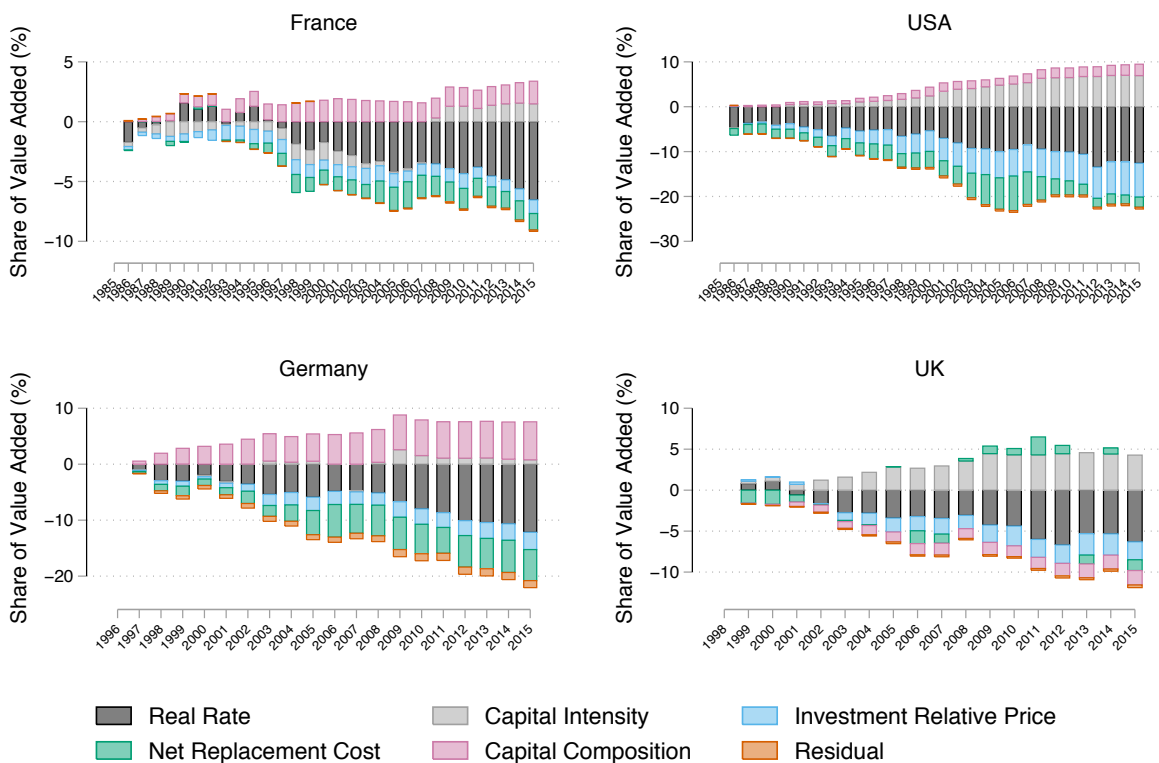 France
Share of Value Added (%)
5
0
−5
−10
1985 1986 1987 1988 1989 1990 1991 1992 1993 1994 1995 1996 1997 1998 1999 2000 2001 2002 2003 2004 2005 2006 2007 2008 2009 2010 2011 2012 2013 2014 2015
USA
Share of Value Added (%)
10
0
−10
−20
−30
1985 1986 1987 1988 1989 1990 1991 1992 1993 1994 1995 1996 1997 1998 1999 2000 2001 2002 2003 2004 2005 2006 2007 2008 2009 2010 2011 2012 2013 2014 2015
Germany
Share of Value Added (%)
10
0
−10
−20
1996 1997 1998 1999 2000 2001 2002 2003 2004 2005 2006 2007 2008 2009 2010 2011 2012 2013 2014 2015
UK
Share of Value Added (%)
10
5
0
−5
−10
1998 1999 2000 2001 2002 2003 2004 2005 2006 2007 2008 2009 2010 2011 2012 2013 2014 2015
Real Rate Capital Intensity Investment Relative Price
Net Replacement Cost Capital Composition Residual